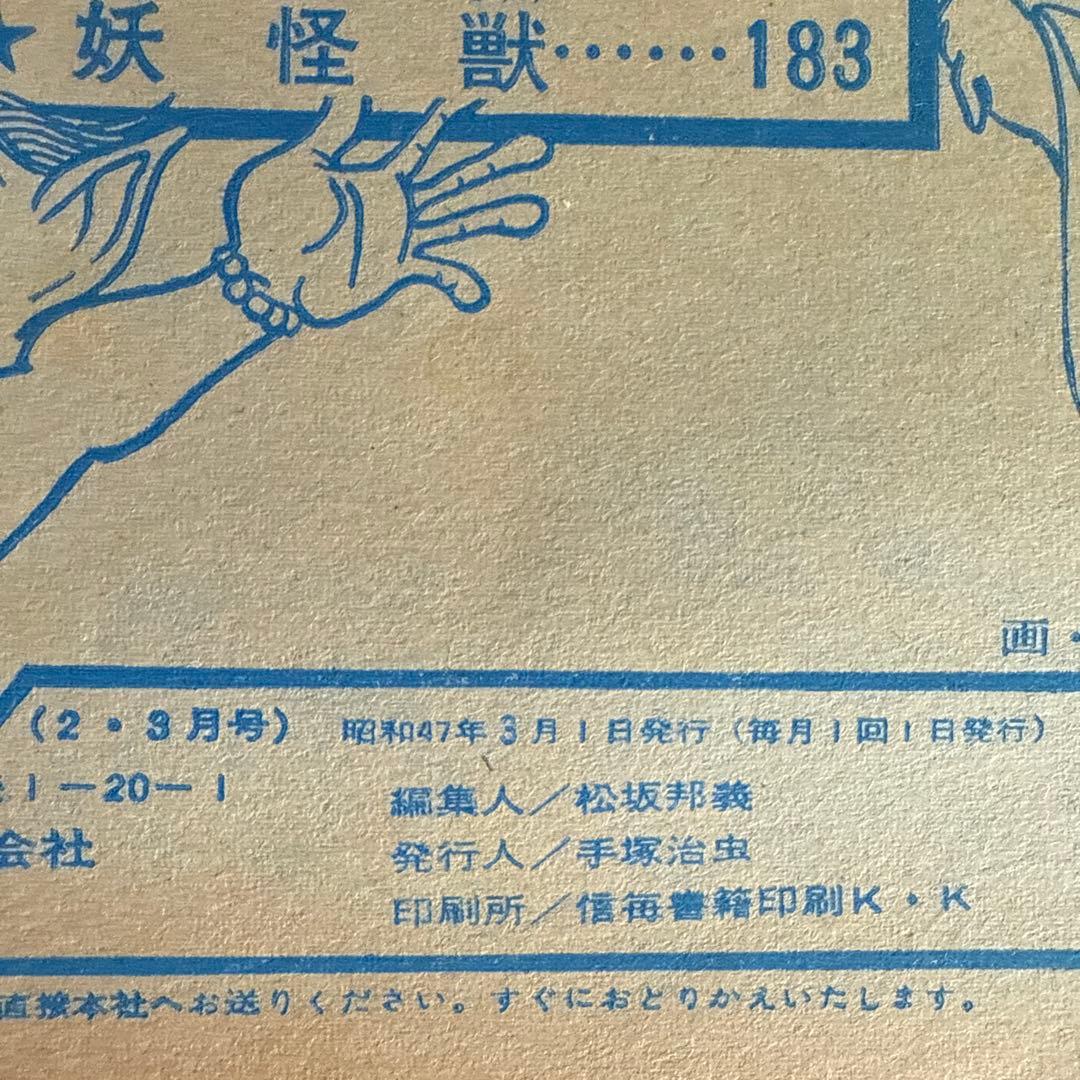 ★妖怪獣……183
画・
(2・3月号) 昭和47年3月1日発行(毎月1回1日発行)
1-20-1
編集人/松坂邦義
会社
発行人/手塚治虫
印刷所/信毎書籍印刷K・K
直接本社へお送りください。すぐにおとりかえいたします。